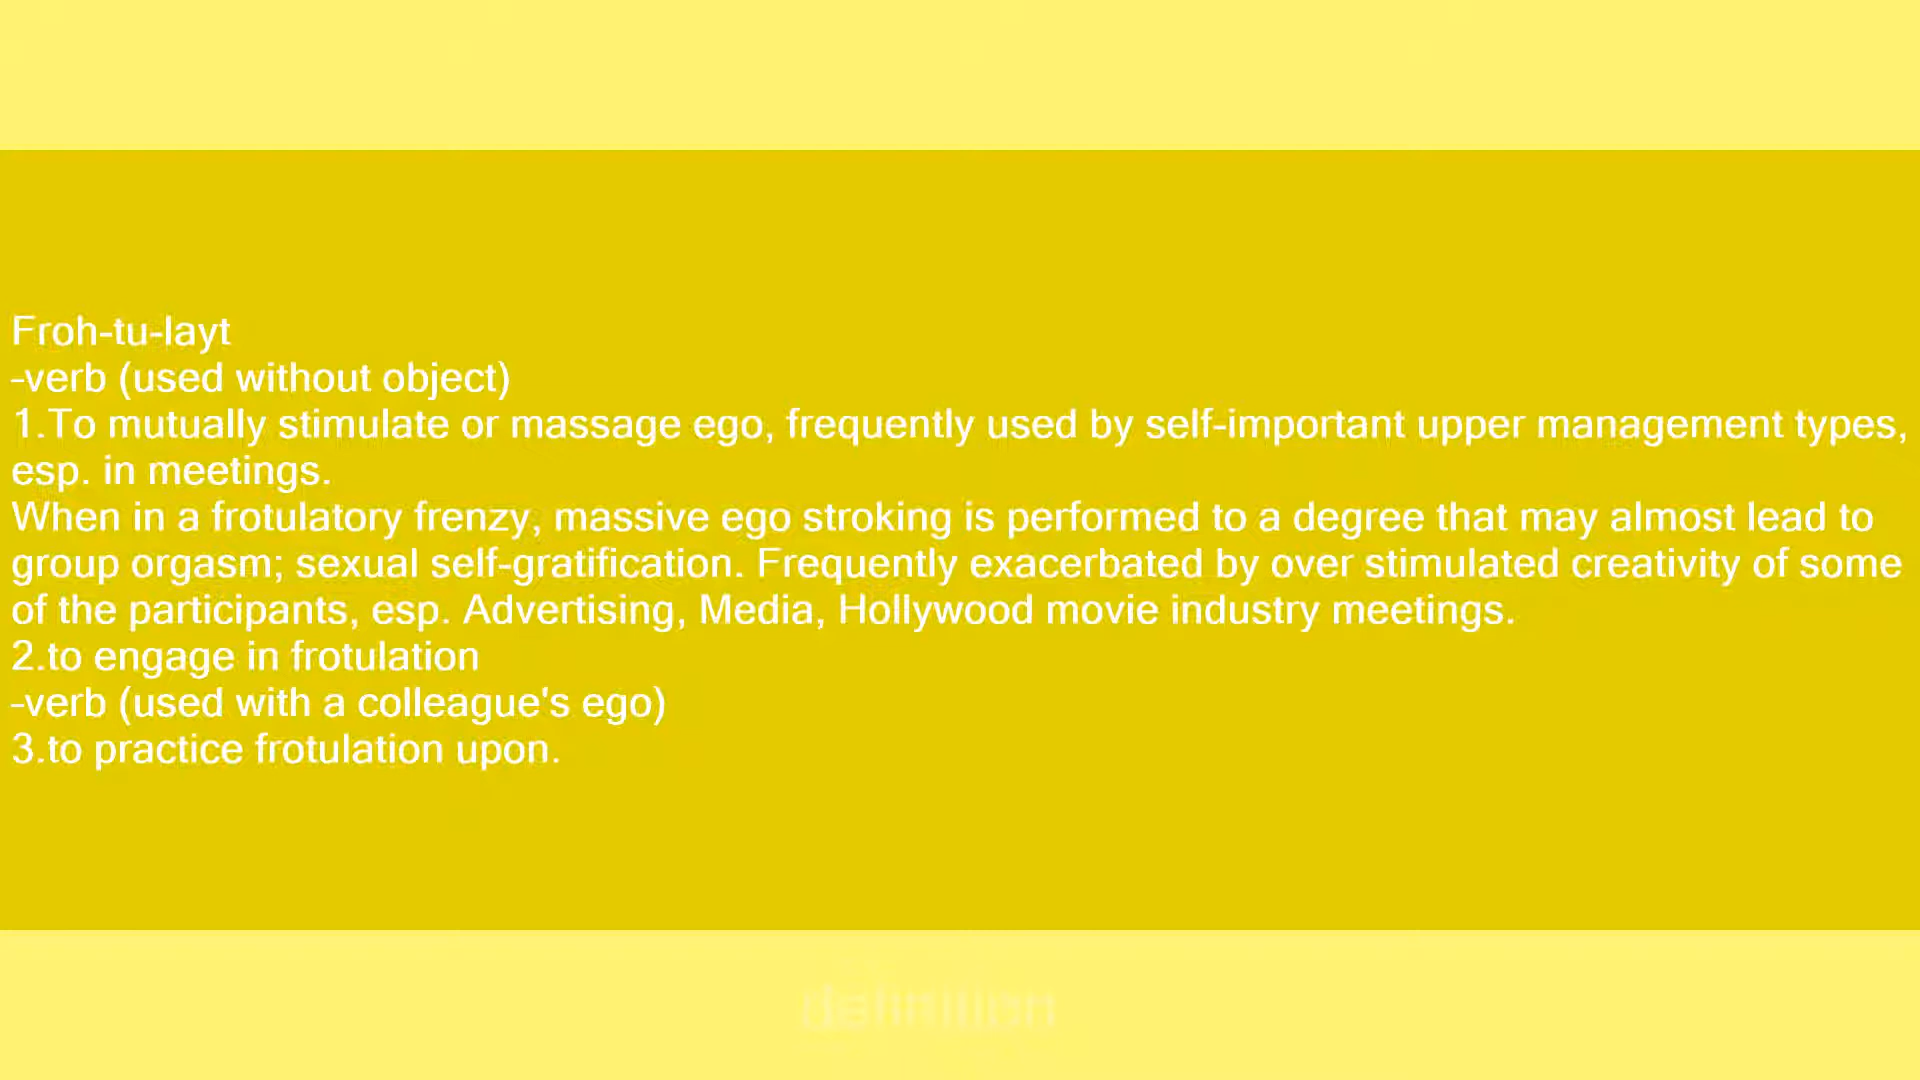 Froh-tu-layt
–verb (used without object)
1.To mutually stimulate or massage ego, frequently used by self-important upper management types,
esp. in meetings.
When in a frotulatory frenzy, massive ego stroking is performed to a degree that may almost lead to
group orgasm; sexual self-gratification. Frequently exacerbated by over stimulated creativity of some
of the participants, esp. Advertising, Media, Hollywood movie industry meetings.
2.to engage in frotulation
–verb (used with a colleague's ego)
3.to practice frotulation upon.
definition